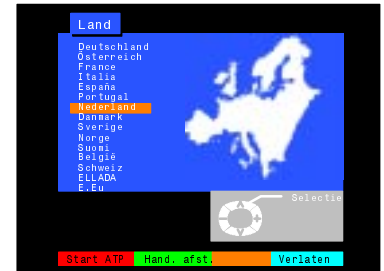 Land
Deutschland
Österreich
France
Italia
España
Portugal
Nederland
Danmark
Sverige
Norge
Suomi
België
Schweiz
ELLADA
E.Eu
Selectie
Start ATP
Hand. afst.
Verlaten